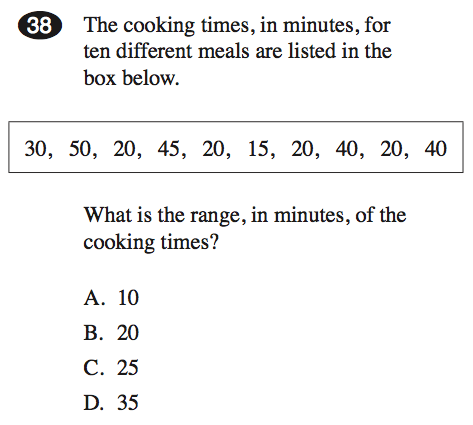 38 The cooking times, in minutes, for
ten different meals are listed in the
box below.
30, 50, 20, 45, 20, 15, 20, 40, 20, 40
What is the range, in minutes, of the
cooking times?
A. 10
B. 20
C. 25
D. 35